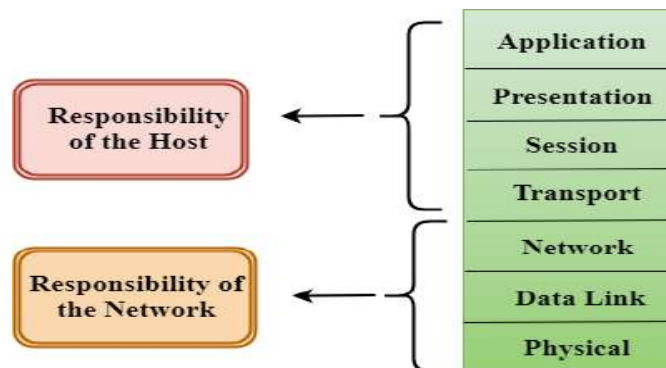 Responsibility
of the Host
Responsibility of
the Network
Application
Presentation
Session
Transport
Network
Data Link
Physical